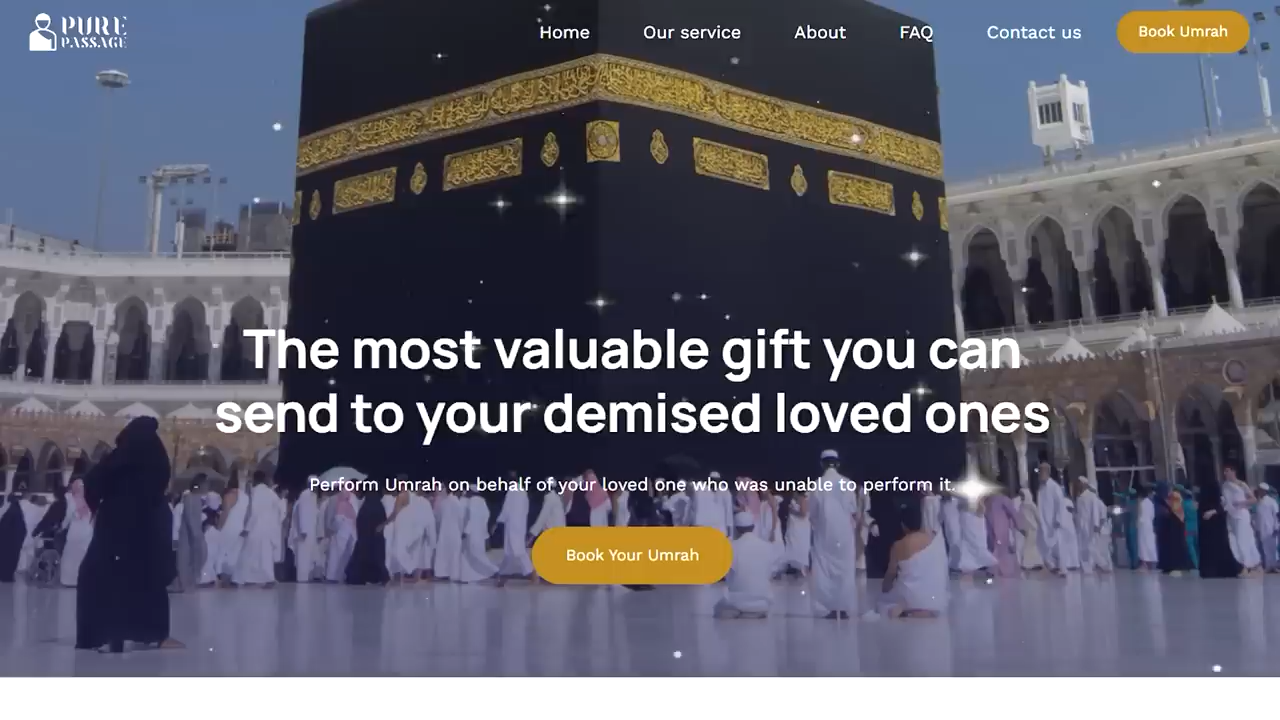 PURE
PASSAGE
Home
Our service
About
FAQ
Contact us
Book Umrah
The most valuable gift you can
send to your demised loved ones
Perform Umrah on behalf of your loved one who was unable to perform it.
Book Your Umrah